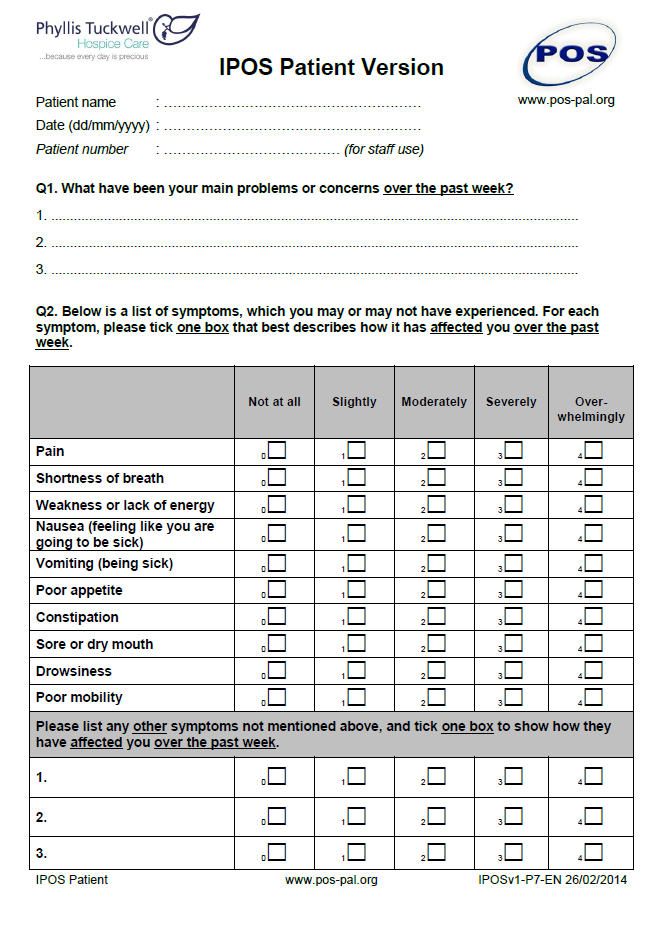 Phyllis Tuckwell®
Hospice Care
...because every day is precious
POS
IPOS Patient Version
www.pos-pal.org
Patient name : ............................................................
Date (dd/mm/yyyy) : ............................................................
Patient number : ........................................ (for staff use)
Q1. What have been your main problems or concerns over the past week?
1. ............................................................
2. ............................................................
3. ............................................................
Q2. Below is a list of symptoms, which you may or may not have experienced. For each
symptom, please tick one box that best describes how it has affected you over the past
week.
Not at all Slightly Moderately Severely Over-
whelmingly
Pain 0 1 2 3 4
Shortness of breath 0 1 2 3 4
Weakness or lack of energy 0 1 2 3 4
Nausea (feeling like you are
going to be sick) 0 1 2 3 4
Vomiting (being sick) 0 1 2 3 4
Poor appetite 0 1 2 3 4
Constipation 0 1 2 3 4
Sore or dry mouth 0 1 2 3 4
Drowsiness 0 1 2 3 4
Poor mobility 0 1 2 3 4
Please list any other symptoms not mentioned above, and tick one box to show how they
have affected you over the past week.
1. 0 1 2 3 4
2. 0 1 2 3 4
3. 0 1 2 3 4
IPOS Patient www.pos-pal.org IPOSv1-P7-EN 26/02/2014